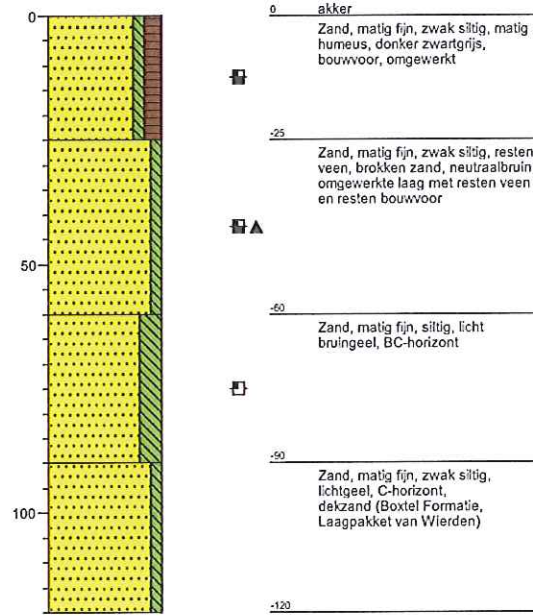 0
0 akker
Zand, matig fijn, zwak siltig, matig
humeus, donker zwartgrijs,
bouwvoor, omgewerkt
-25
Zand, matig fijn, zwak siltig, resten
veen, brokken zand, neutraalbruin,
omgewerkte laag met resten veen
en resten bouwvoor
50
-60
Zand, matig fijn, siltig, licht
bruingeel, BC-horizont
-90
Zand, matig fijn, zwak siltig,
lichtgeel, C-horizont,
dekzand (Boxtel Formatie,
Laagpakket van Wierden)
100
-120